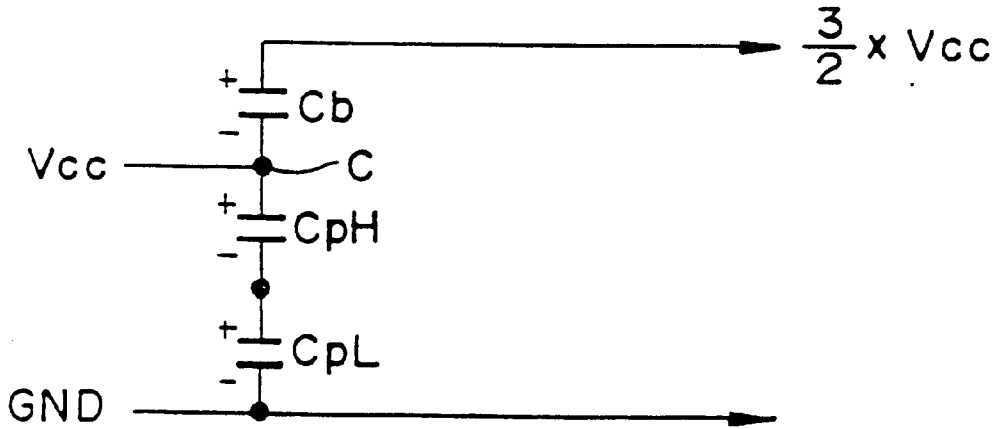 3/2 x Vcc
+
Cb
-
Vcc
C
+
CpH
-
+
CpL
-
GND